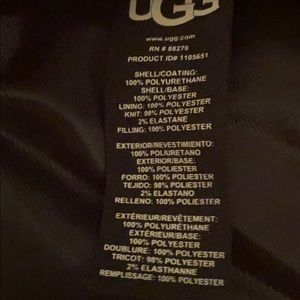 UGG
www.ugg.com
RN # 88276
PRODUCT ID# 1105651
SHELL/COATING:
100% POLYURETHANE
SHELL/BASE:
100% POLYESTER
LINING: 100% POLYESTER
KNIT: 98% POLYESTER
2% ELASTANE
FILLING: 100% POLYESTER
EXTERIOR/REVESTIMIENTO:
100% POLIURETANO
EXTERIOR/BASE:
100% POLIESTER
FORRO: 100% POLIESTER
TEJIDO: 98% POLIESTER
2% ELASTANO
RELLENO: 100% POLIESTER
EXTÉRIEUR/REVÊTEMENT:
100% POLYURÉTHANE
EXTÉRIEUR/BASE:
100% POLYESTER
DOUBLURE: 100% POLYESTER
TRICOT: 98% POLYESTER
2% ELASTHANNE
REMPLISSAGE: 100% POLYESTER